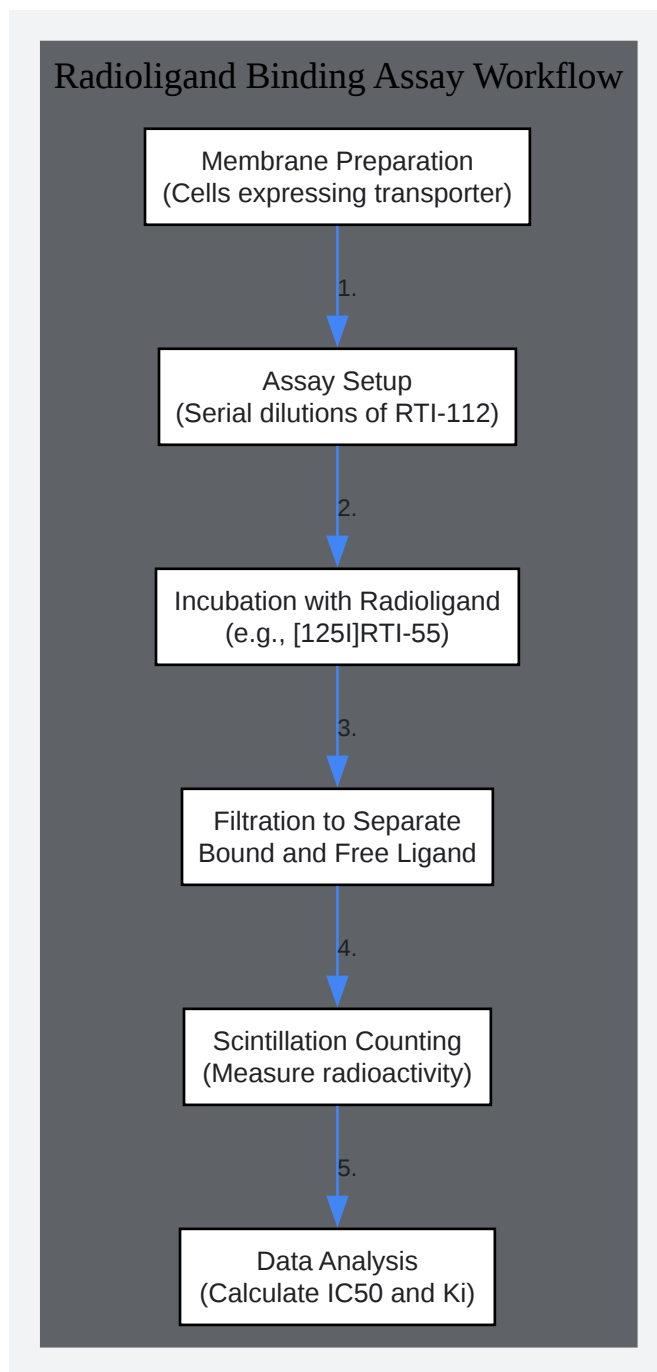 Radioligand Binding Assay Workflow
Membrane Preparation
(Cells expressing transporter)
1.
Assay Setup
(Serial dilutions of RTI-112)
2.
Incubation with Radioligand
(e.g., [125I]RTI-55)
3.
Filtration to Separate
Bound and Free Ligand
4.
Scintillation Counting
(Measure radioactivity)
5.
Data Analysis
(Calculate IC50 and Ki)